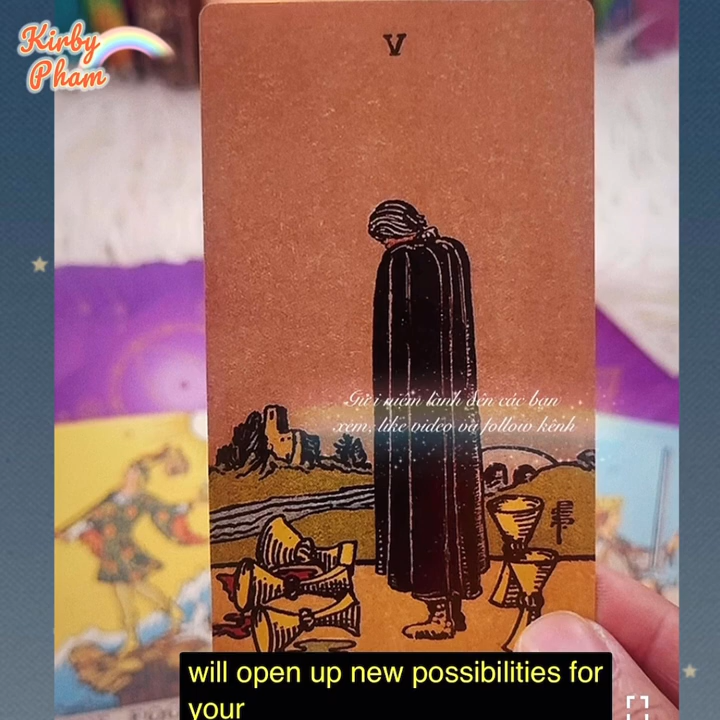 Kirby
Pham
V
Gửi niềm lành đến các bạn
xem, like video và follow kênh
will open up new possibilities for
your